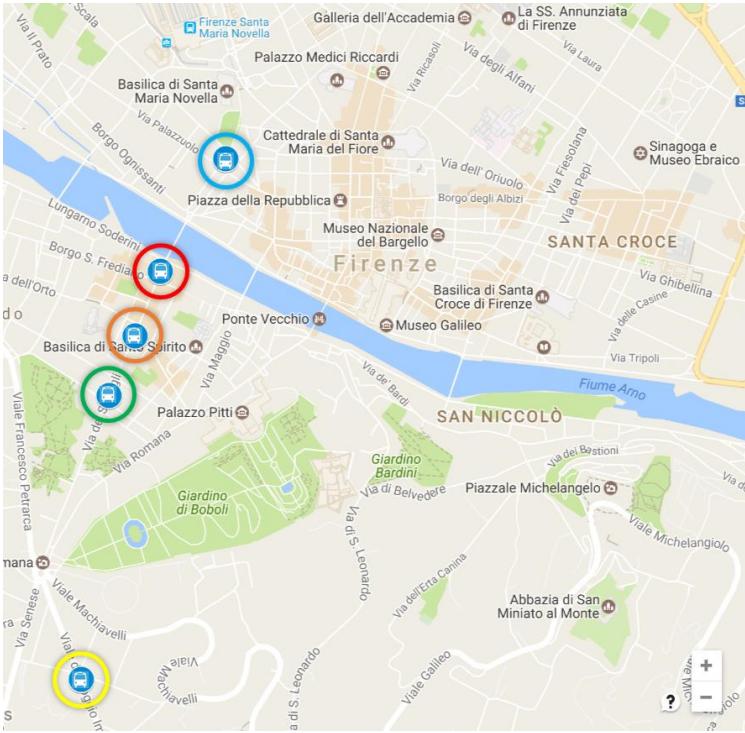 Scala
Via Il Prato
Firenze Santa
Maria Novella
Galleria dell'Accademia
La SS. Annunziata
di Firenze
Via Laura
Via degli Alfani
Via Ricasoli
Palazzo Medici Riccardi
Basilica di Santa
Maria Novella
Via Palazzuolo
Borgo Ognissanti
Cattedrale di Santa
Maria del Fiore
Via dell' Oriuolo
Via Fiesolana
Via dei Pepi
Sinagoga e
Museo Ebraico
S
Piazza della Repubblica
Borgo degli Albizi
Lungarno Soderini
Museo Nazionale
del Bargello
SANTA CROCE
Borgo S. Frediano
Firenze
a dell'Orto
Via Ghibellina
Basilica di Santa
Croce di Firenze
Via delle Casine
do
Ponte Vecchio
Museo Galileo
Basilica di Santo Spirito
Via Maggio
Via Tripoli
Via de' Bardi
Fiume Arno
Viale Francesco Petrarca
Palazzo Pitti
SAN NICCOLÒ
Via Romana
Giardino
Bardini
Via dei Bastioni
Giardino
di Boboli
Via di Belvedere
Piazzale Michelangelo
Via di S. Leonardo
Viale Michelangiolo
mana
Via dell'Erta Canina
Viale Machiavelli
Via Senese
Abbazia di San
Miniato al Monte
ra
Viale
Machiavelli
a di S. Leonardo
Viale Galileo
+
?
−
s